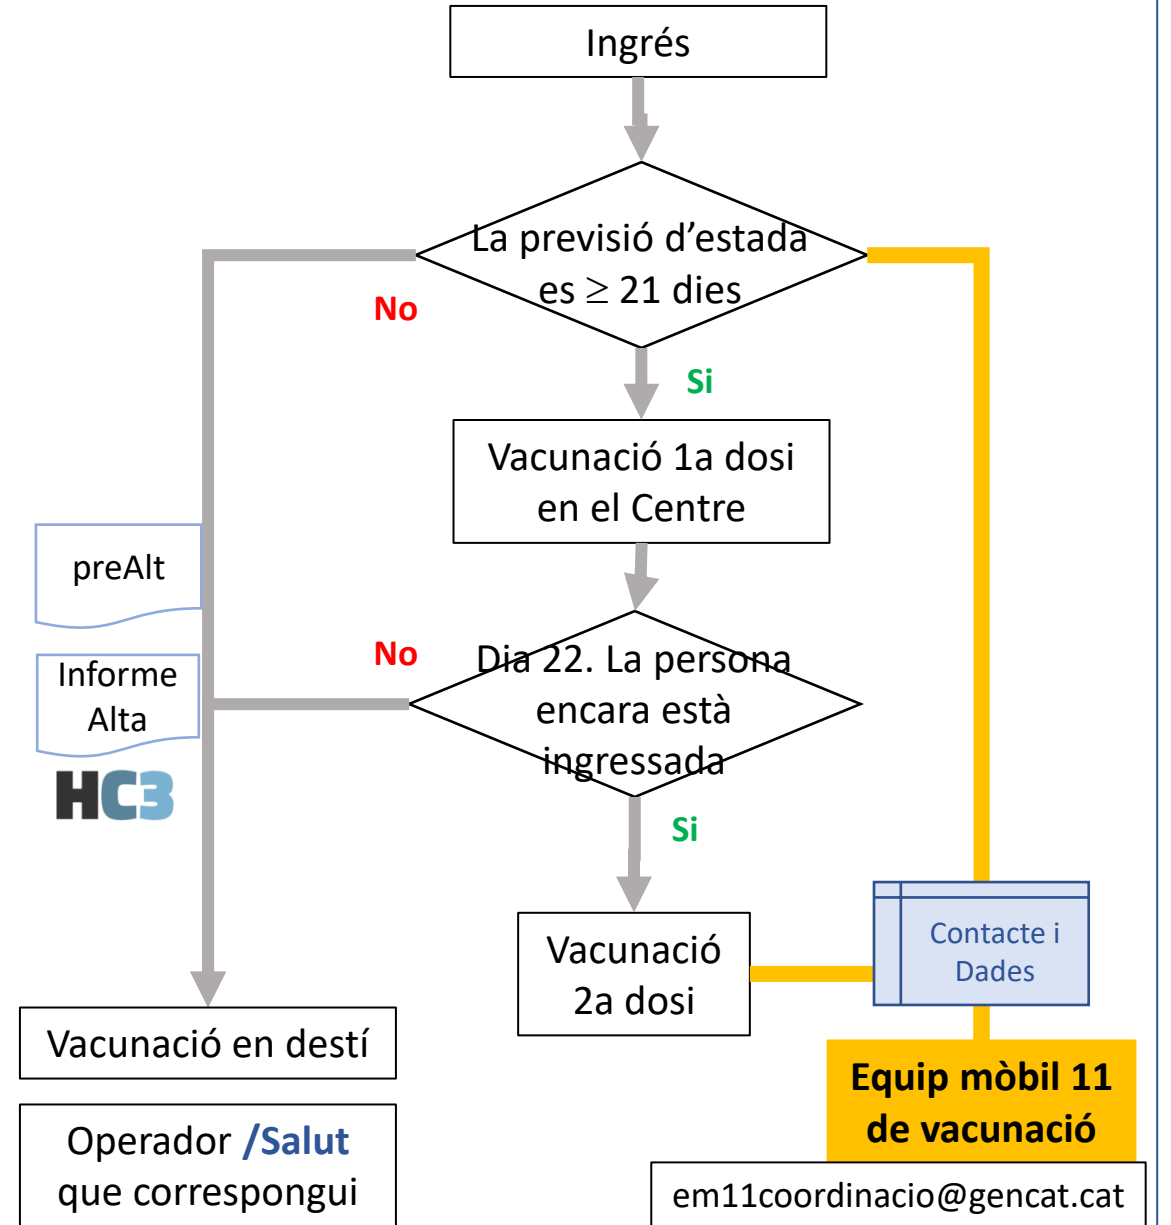 Ingrés
La previsió d’estada
es ≥ 21 dies
No
Si
Vacunació 1a dosi
en el Centre
preAlt
Informe
Alta
HC3
No
Dia 22. La persona
encara està
ingressada
Si
Vacunació
2a dosi
Contacte i
Dades
Vacunació en destí
Operador /Salut
que correspongui
Equip mòbil 11
de vacunació
em11coordinacio@gencat.cat